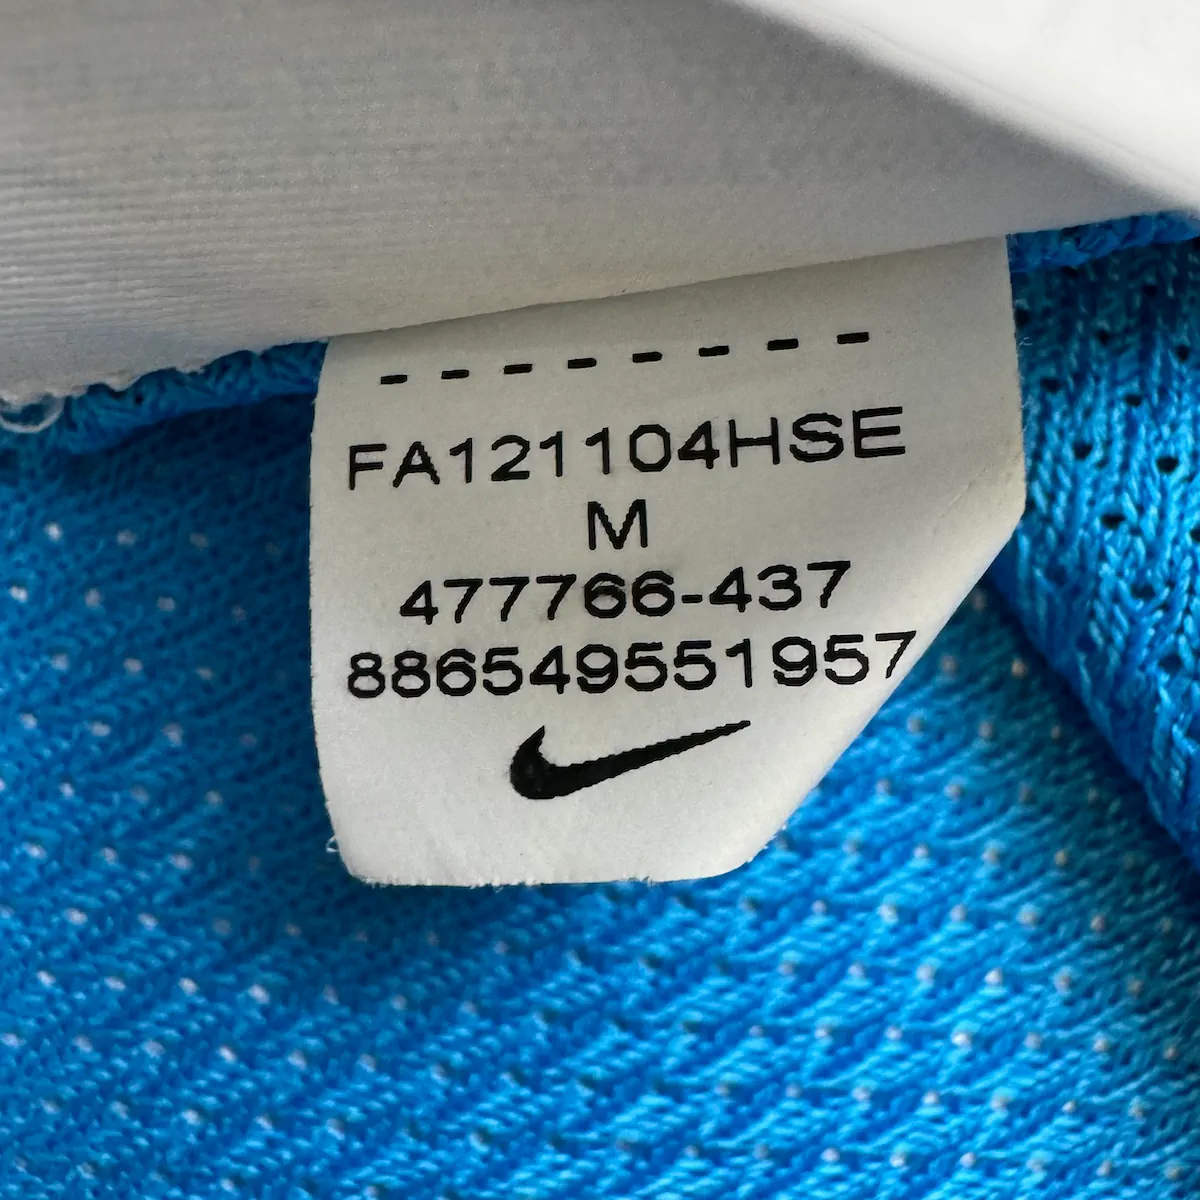 - - - - - - - -
FA121104HSE
M
477766-437
886549551957